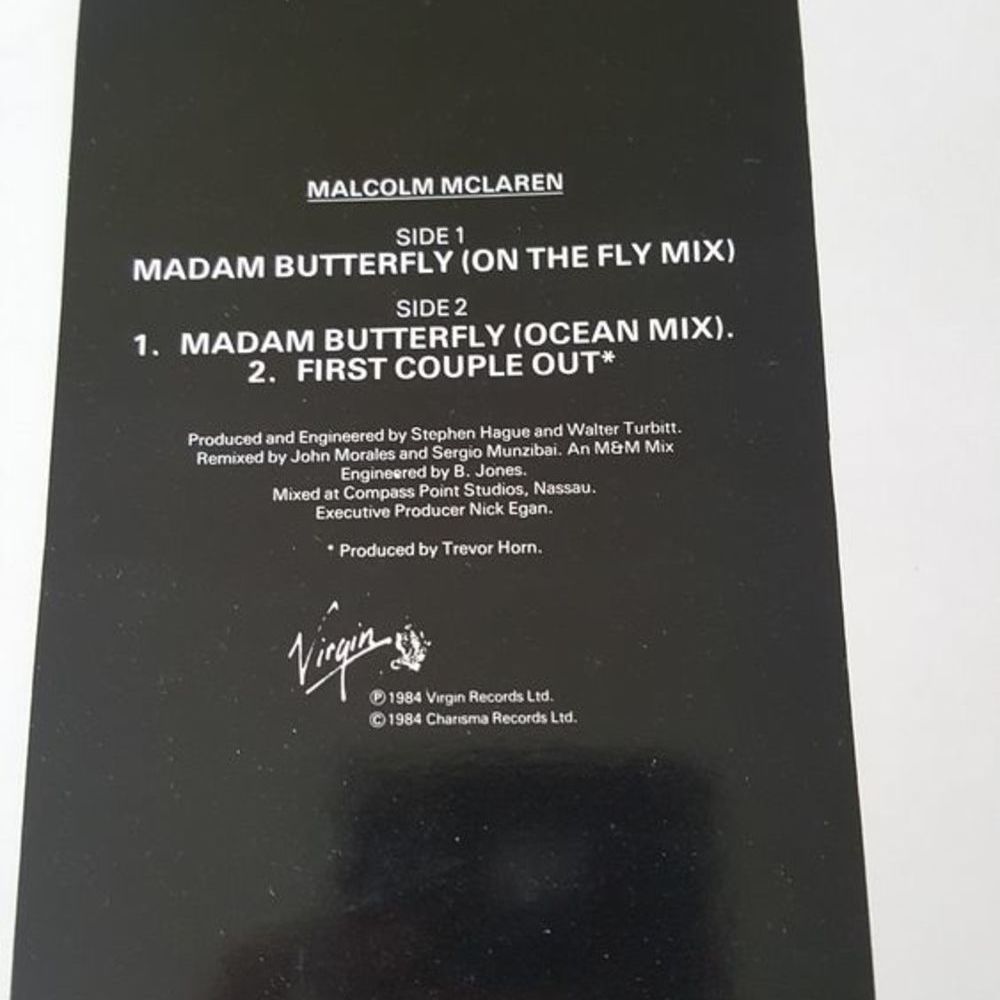 MALCOLM MCLAREN
SIDE 1
MADAM BUTTERFLY (ON THE FLY MIX)
SIDE 2
1. MADAM BUTTERFLY (OCEAN MIX).
2. FIRST COUPLE OUT*
Produced and Engineered by Stephen Hague and Walter Turbitt.
Remixed by John Morales and Sergio Munzibai. An M&M Mix
Engineered by B. Jones.
Mixed at Compass Point Studios, Nassau.
Executive Producer Nick Egan.
* Produced by Trevor Horn.
Virgin
Ⓟ 1984 Virgin Records Ltd.
© 1984 Charisma Records Ltd.